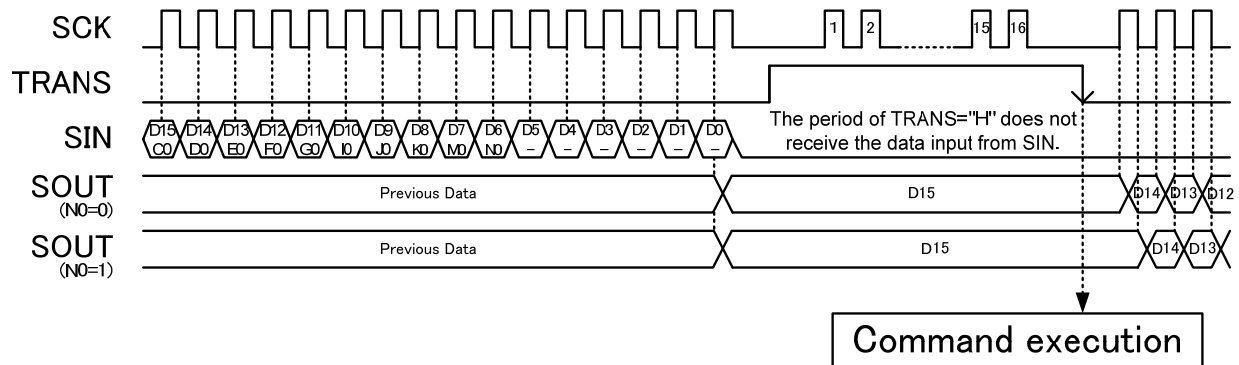 SCK
1 2 15 16
TRANS
SIN
D15 D14 D13 D12 D11 D10 D9 D8 D7 D6 D5 D4 D3 D2 D1 D0
C0 D0 E0 F0 G0 I0 J0 K0 M0 N0 - - - - - -
The period of TRANS="H" does not
receive the data input from SIN.
SOUT
(N0=0)
Previous Data D15 D14 D13 D12
SOUT
(N0=1)
Previous Data D15 D14 D13
Command execution